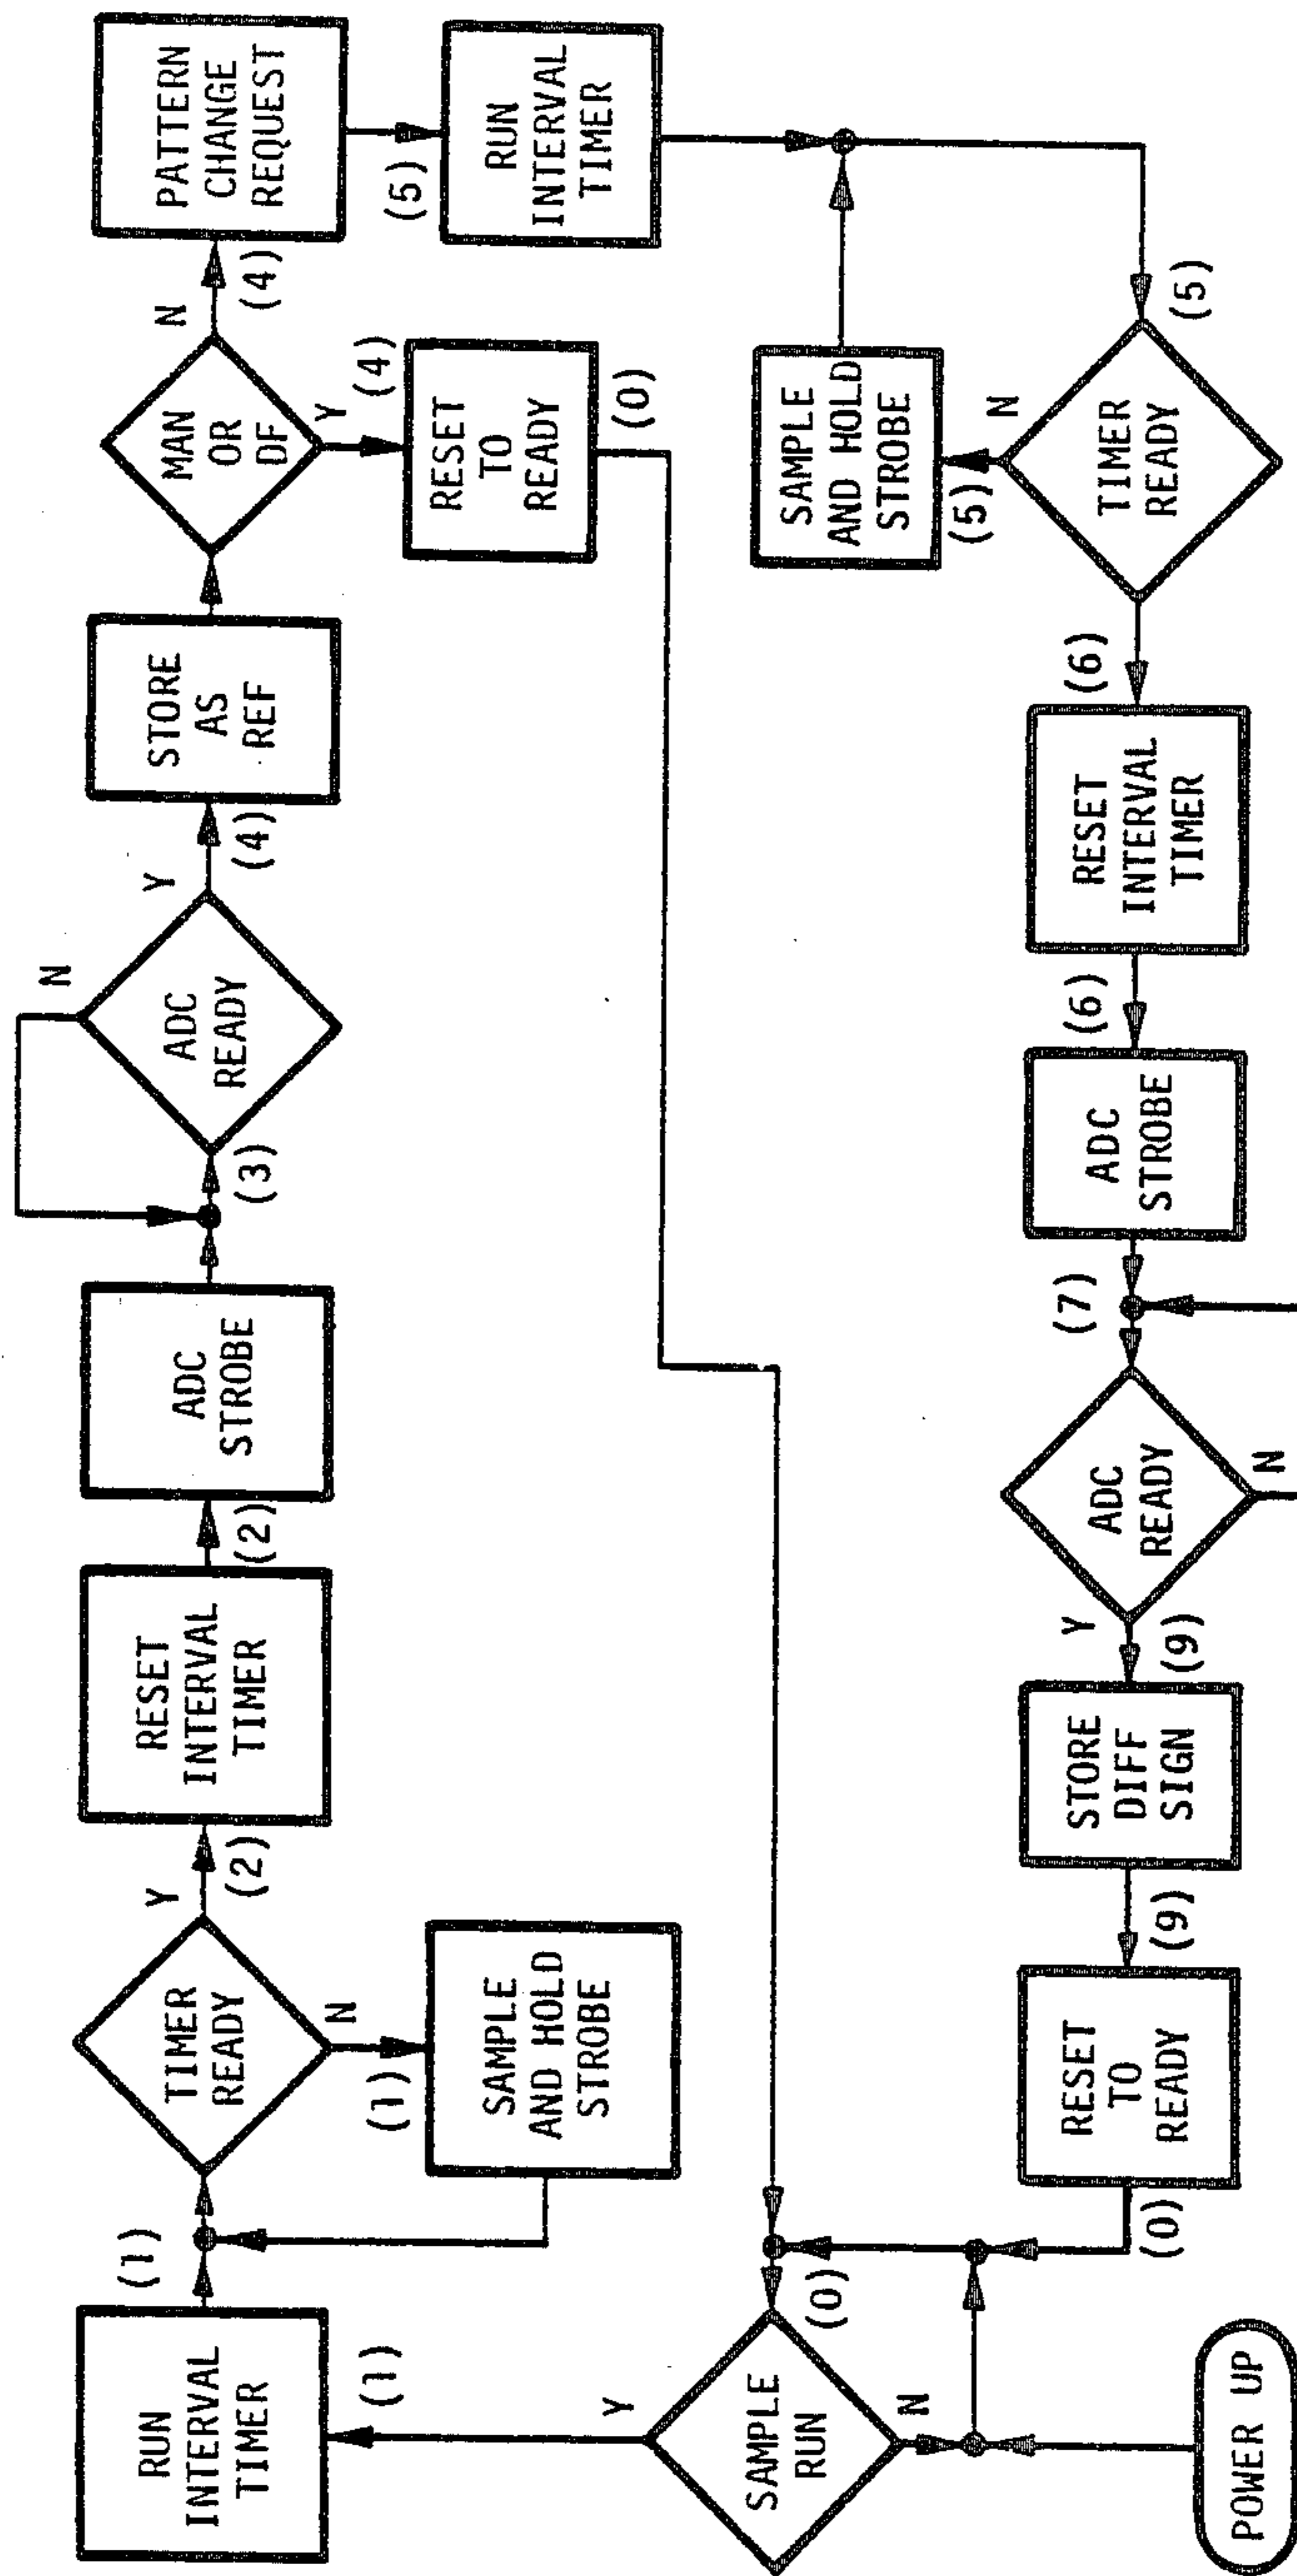 RUN
INTERVAL
TIMER
(1)
TIMER
READY
Y
(2)
N
(1)
SAMPLE
AND HOLD
STROBE
RESET
INTERVAL
TIMER
(2)
ADC
STROBE
(3)
ADC
READY
N
Y
(4)
STORE
AS
REF
MAN
OR
DF
N
(4)
Y
(4)
RESET
TO
READY
(0)
PATTERN
CHANGE
REQUEST
(5)
RUN
INTERVAL
TIMER
(1)
Y
SAMPLE
RUN
(0)
N
POWER UP
SAMPLE
AND HOLD
STROBE
(5)
N
TIMER
READY
(5)
(6)
RESET
INTERVAL
TIMER
(6)
ADC
STROBE
(7)
ADC
READY
N
Y
(9)
STORE
DIFF
SIGN
(9)
RESET
TO
READY
(0)